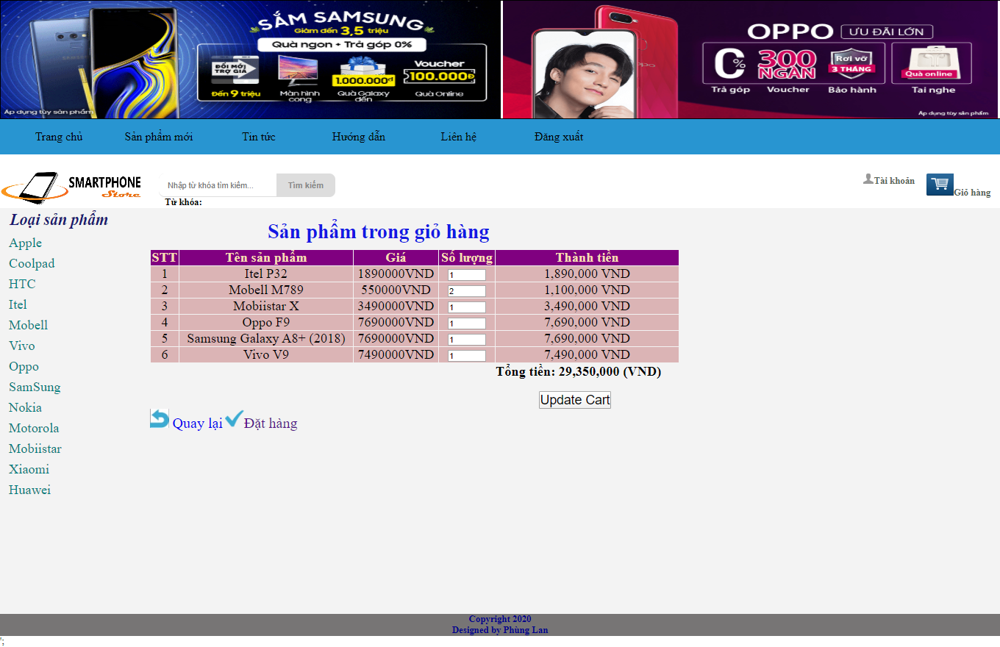 SẮM SAMSUNG
Giảm đến 3,5 triệu
Quà ngon + Trả góp 0%
ĐỔI MỚI
TRỢ GIÁ
Đến 9 triệu
Màn hình
cong
1.000.000đ
Quà Galaxy
đến
Voucher
100.000Đ
Quà Online
Áp dụng tùy sản phẩm
OPPO ƯU ĐÃI LỚN
0%
Trả góp
300
NGÀN
Voucher
Rơi vỡ
3 THÁNG
Bảo hành
Quà online
Tai nghe
Áp dụng tùy sản phẩm
Trang chủ Sản phẩm mới Tin tức Hướng dẫn Liên hệ Đăng xuất
SMARTPHONE
Store
Nhập từ khóa tìm kiếm... Tìm kiếm
Từ khóa:
Tài khoản
Giỏ hàng
Loại sản phẩm
Apple
Coolpad
HTC
Itel
Mobell
Vivo
Oppo
SamSung
Nokia
Motorola
Mobiistar
Xiaomi
Huawei
Sản phẩm trong giỏ hàng
STT Tên sản phẩm Giá Số lượng Thành tiền
1 Itel P32 1890000VND 1 1,890,000 VND
2 Mobell M789 550000VND 2 1,100,000 VND
3 Mobiistar X 3490000VND 1 3,490,000 VND
4 Oppo F9 7690000VND 1 7,690,000 VND
5 Samsung Galaxy A8+ (2018) 7690000VND 1 7,690,000 VND
6 Vivo V9 7490000VND 1 7,490,000 VND
Tổng tiền: 29,350,000 (VND)
Update Cart
Quay lại Đặt hàng
Copyright 2020
Designed by Phùng Lan
';